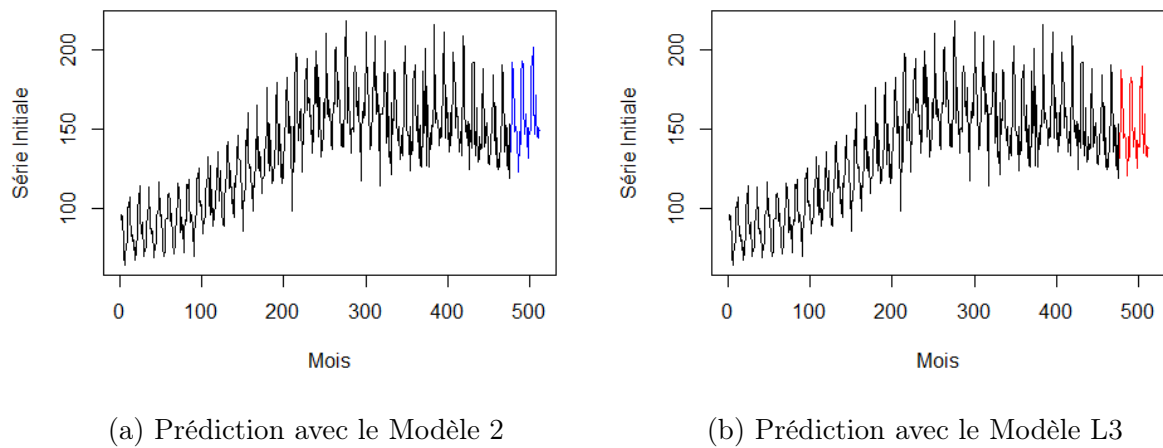 200
150
100
Série Initiale
0 100 200 300 400 500
Mois
(a) Prédiction avec le Modèle 2
200
150
100
Série Initiale
0 100 200 300 400 500
Mois
(b) Prédiction avec le Modèle L3